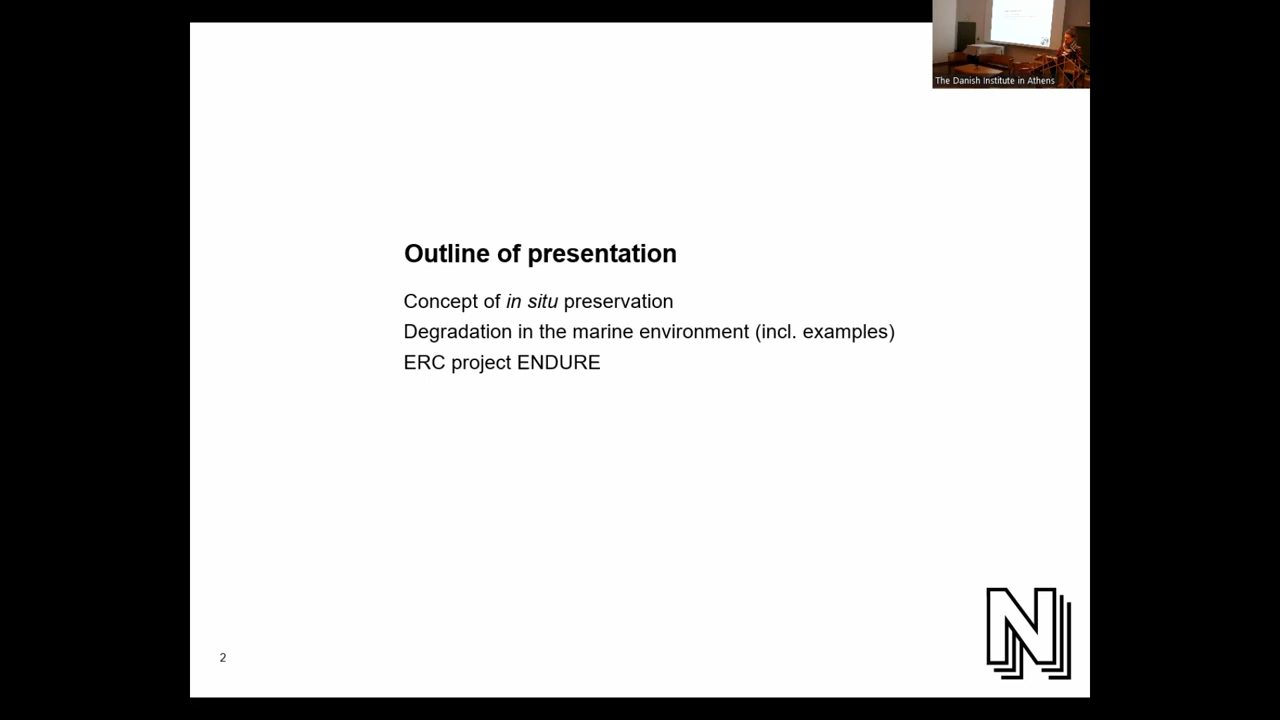 The Danish Institute in Athens
Outline of presentation
Concept of in situ preservation
Degradation in the marine environment (incl. examples)
ERC project ENDURE
2
N